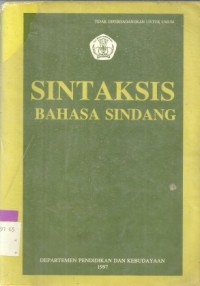 TIDAK DIPERDAGANGKAN UNTUK UMUM
SINTAKSIS
BAHASA SINDANG
DEPARTEMEN PENDIDIKAN DAN KEBUDAYAAN
1997